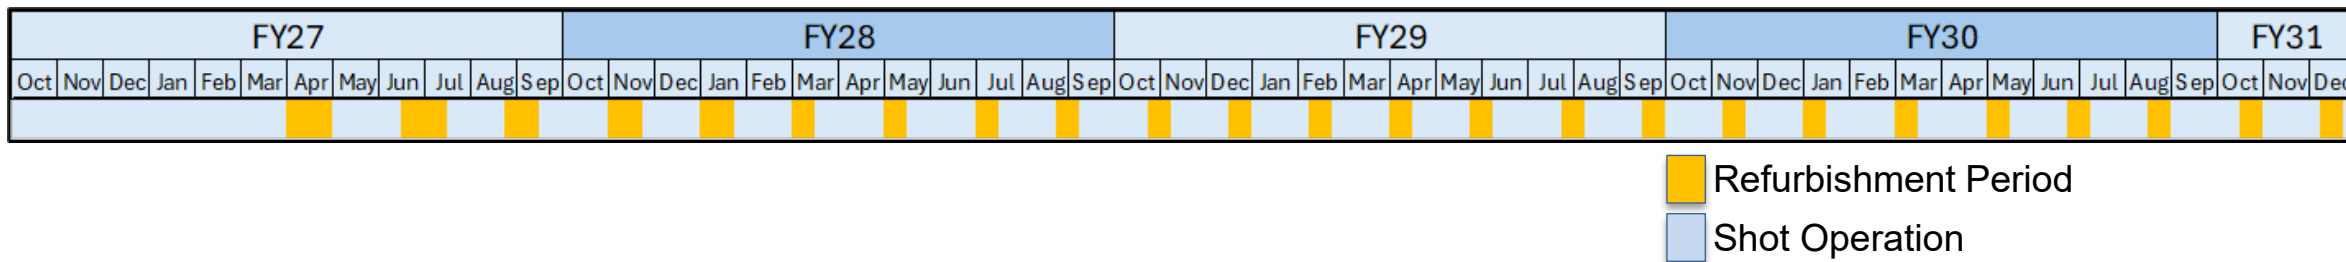 FY27 FY28 FY29 FY30 FY31
Oct Nov Dec Jan Feb Mar Apr May Jun Jul Aug Sep Oct Nov Dec Jan Feb Mar Apr May Jun Jul Aug Sep Oct Nov Dec Jan Feb Mar Apr May Jun Jul Aug Sep Oct Nov Dec Jan Feb Mar Apr May Jun Jul Aug Sep Oct Nov Dec
Refurbishment Period
Shot Operation